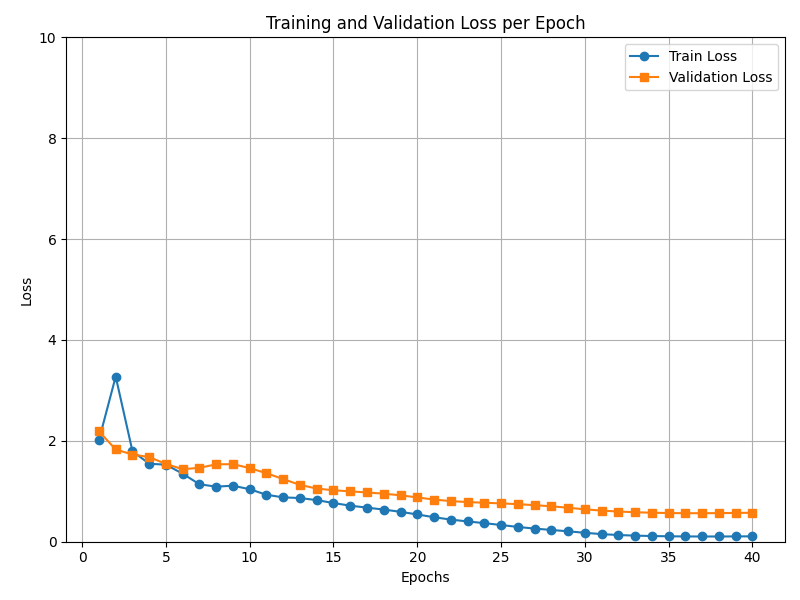 Training and Validation Loss per Epoch
Train Loss
Validation Loss
Loss
10
8
6
4
2
0
0 5 10 15 20 25 30 35 40
Epochs